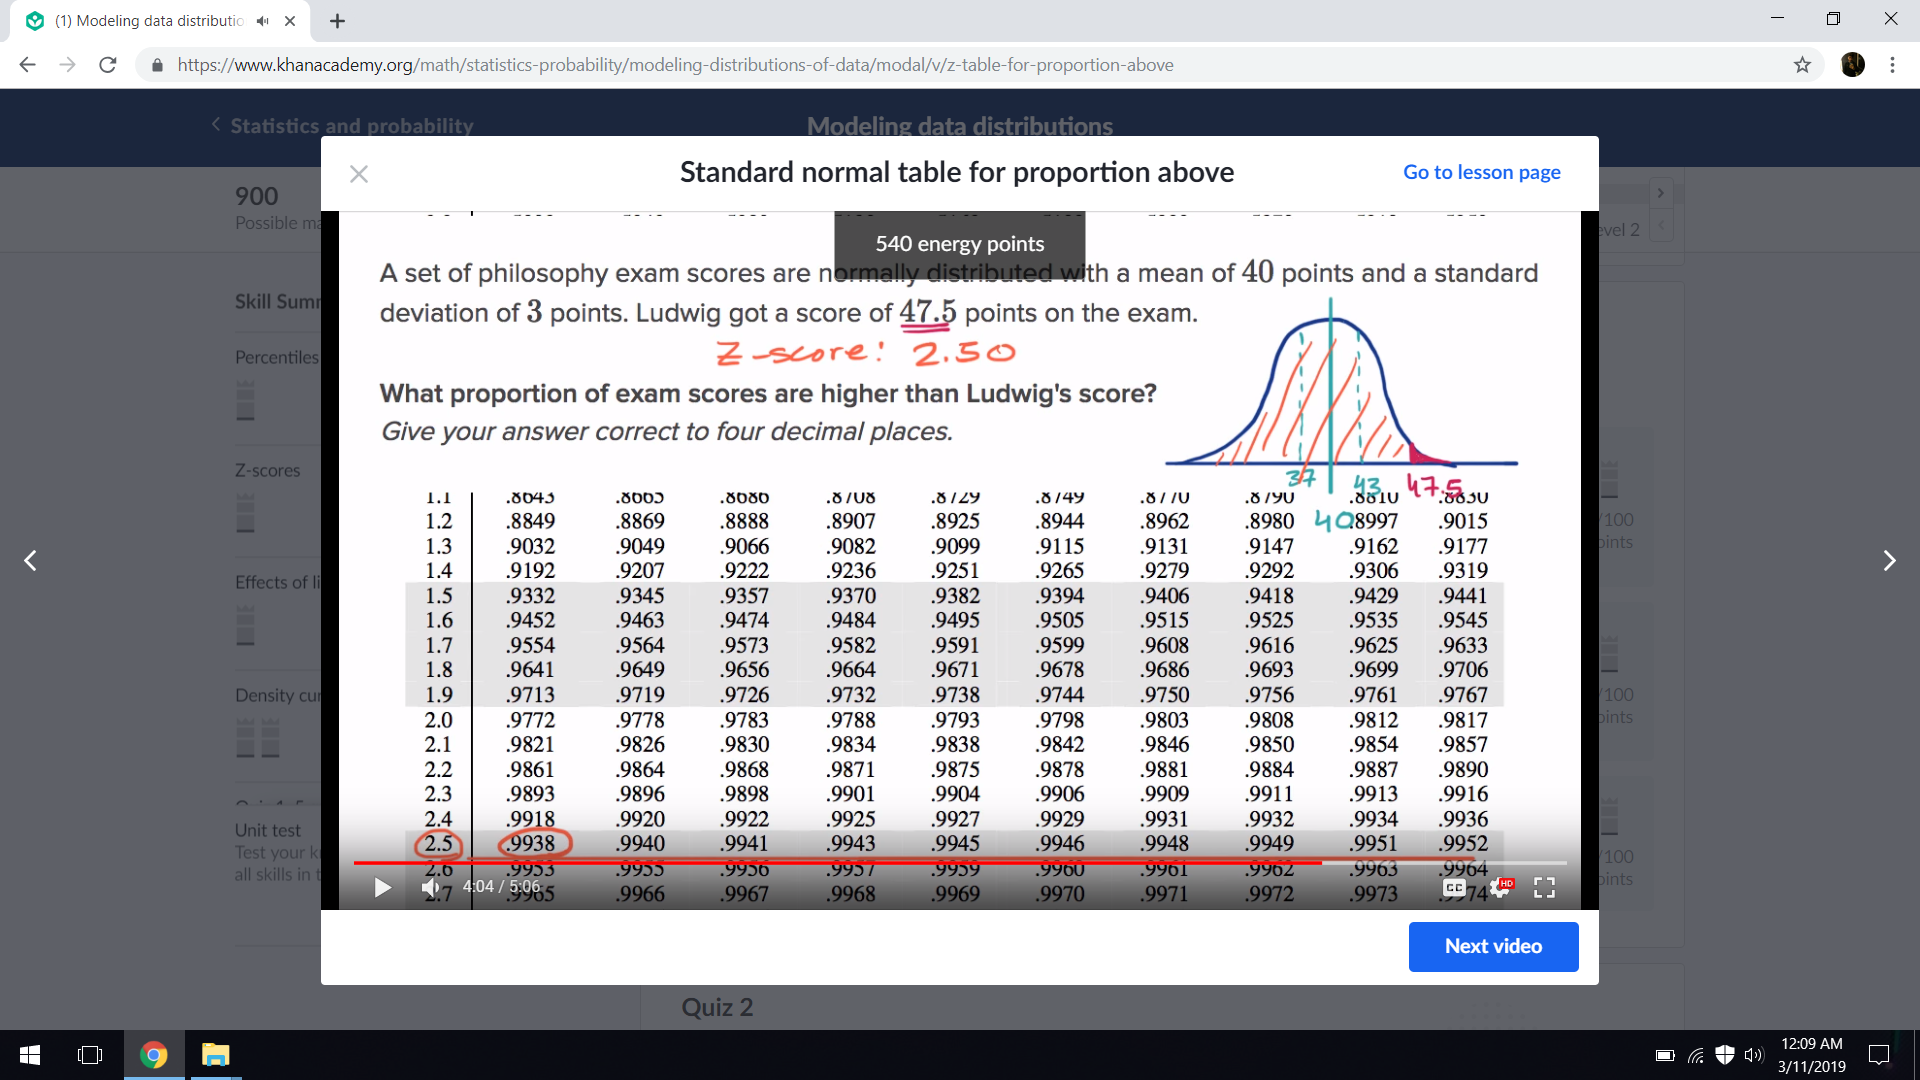 (1) Modeling data distributio
https://www.khanacademy.org/math/statistics-probability/modeling-distributions-of-data/modal/v/z-table-for-proportion-above
Statistics and probability
Modeling data distributions
Standard normal table for proportion above
Go to lesson page
900
Possible ma
evel 2
540 energy points
A set of philosophy exam scores are normally distributed with a mean of 40 points and a standard
deviation of 3 points. Ludwig got a score of 47.5 points on the exam.
Z-score: 2.50
What proportion of exam scores are higher than Ludwig's score?
Give your answer correct to four decimal places.
37 43 47.5
40
Skill Summ
Percentiles
Z-scores
Effects of li
Density cur
Unit test
Test your k
all skills in t
/100
oints
/100
oints
/100
oints
1.1 .8643 .8665 .8686 .8708 .8729 .8749 .8770 .8790 .8810 .8830
1.2 .8849 .8869 .8888 .8907 .8925 .8944 .8962 .8980 .8997 .9015
1.3 .9032 .9049 .9066 .9082 .9099 .9115 .9131 .9147 .9162 .9177
1.4 .9192 .9207 .9222 .9236 .9251 .9265 .9279 .9292 .9306 .9319
1.5 .9332 .9345 .9357 .9370 .9382 .9394 .9406 .9418 .9429 .9441
1.6 .9452 .9463 .9474 .9484 .9495 .9505 .9515 .9525 .9535 .9545
1.7 .9554 .9564 .9573 .9582 .9591 .9599 .9608 .9616 .9625 .9633
1.8 .9641 .9649 .9656 .9664 .9671 .9678 .9686 .9693 .9699 .9706
1.9 .9713 .9719 .9726 .9732 .9738 .9744 .9750 .9756 .9761 .9767
2.0 .9772 .9778 .9783 .9788 .9793 .9798 .9803 .9808 .9812 .9817
2.1 .9821 .9826 .9830 .9834 .9838 .9842 .9846 .9850 .9854 .9857
2.2 .9861 .9864 .9868 .9871 .9875 .9878 .9881 .9884 .9887 .9890
2.3 .9893 .9896 .9898 .9901 .9904 .9906 .9909 .9911 .9913 .9916
2.4 .9918 .9920 .9922 .9925 .9927 .9929 .9931 .9932 .9934 .9936
2.5 .9938 .9940 .9941 .9943 .9945 .9946 .9948 .9949 .9951 .9952
2.6 .9953 .9955 .9956 .9957 .9959 .9960 .9961 .9962 .9963 .9964
2.7 .9965 .9966 .9967 .9968 .9969 .9970 .9971 .9972 .9973 .9974
4:04 / 5:06
CC HD
Next video
Quiz 2
12:09 AM
3/11/2019